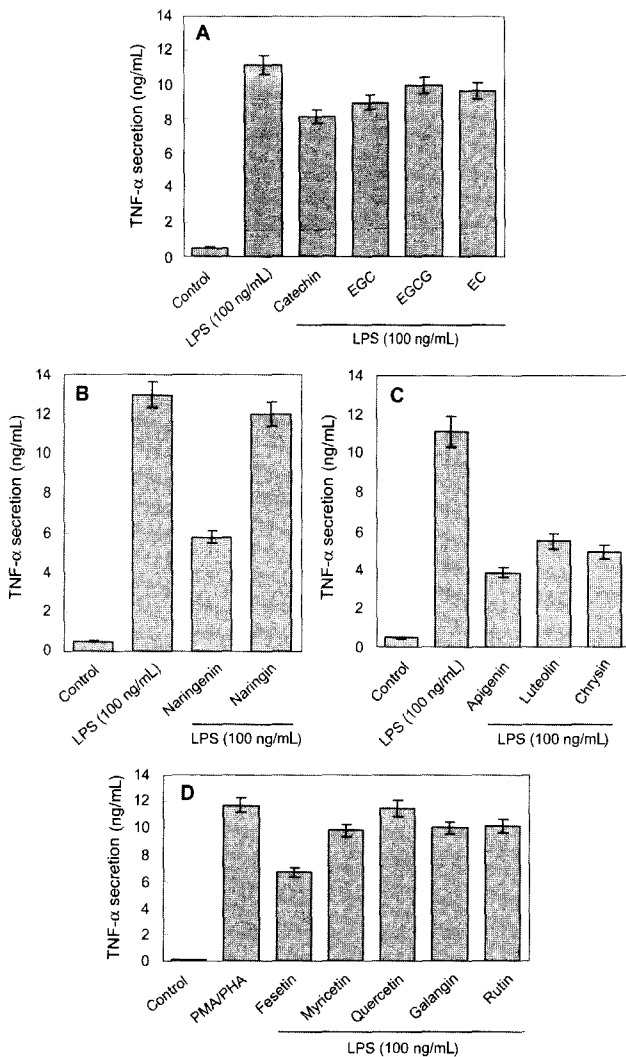 A
TNF-α secretion (ng/mL)
14
12
10
8
6
4
2
0
Control
LPS (100 ng/mL)
Catechin
EGC
EGCG
EC
LPS (100 ng/mL)
B
TNF-α secretion (ng/mL)
14
12
10
8
6
4
2
0
Control
LPS (100 ng/mL)
Naringenin
Naringin
LPS (100 ng/mL)
C
TNF-α secretion (ng/mL)
14
12
10
8
6
4
2
0
Control
LPS (100 ng/mL)
Apigenin
Luteolin
Chrysin
LPS (100 ng/mL)
D
TNF-α secretion (ng/mL)
14
12
10
8
6
4
2
0
Control
PMA/PHA
Fesetin
Myricetin
Quercetin
Galangin
Rutin
LPS (100 ng/mL)